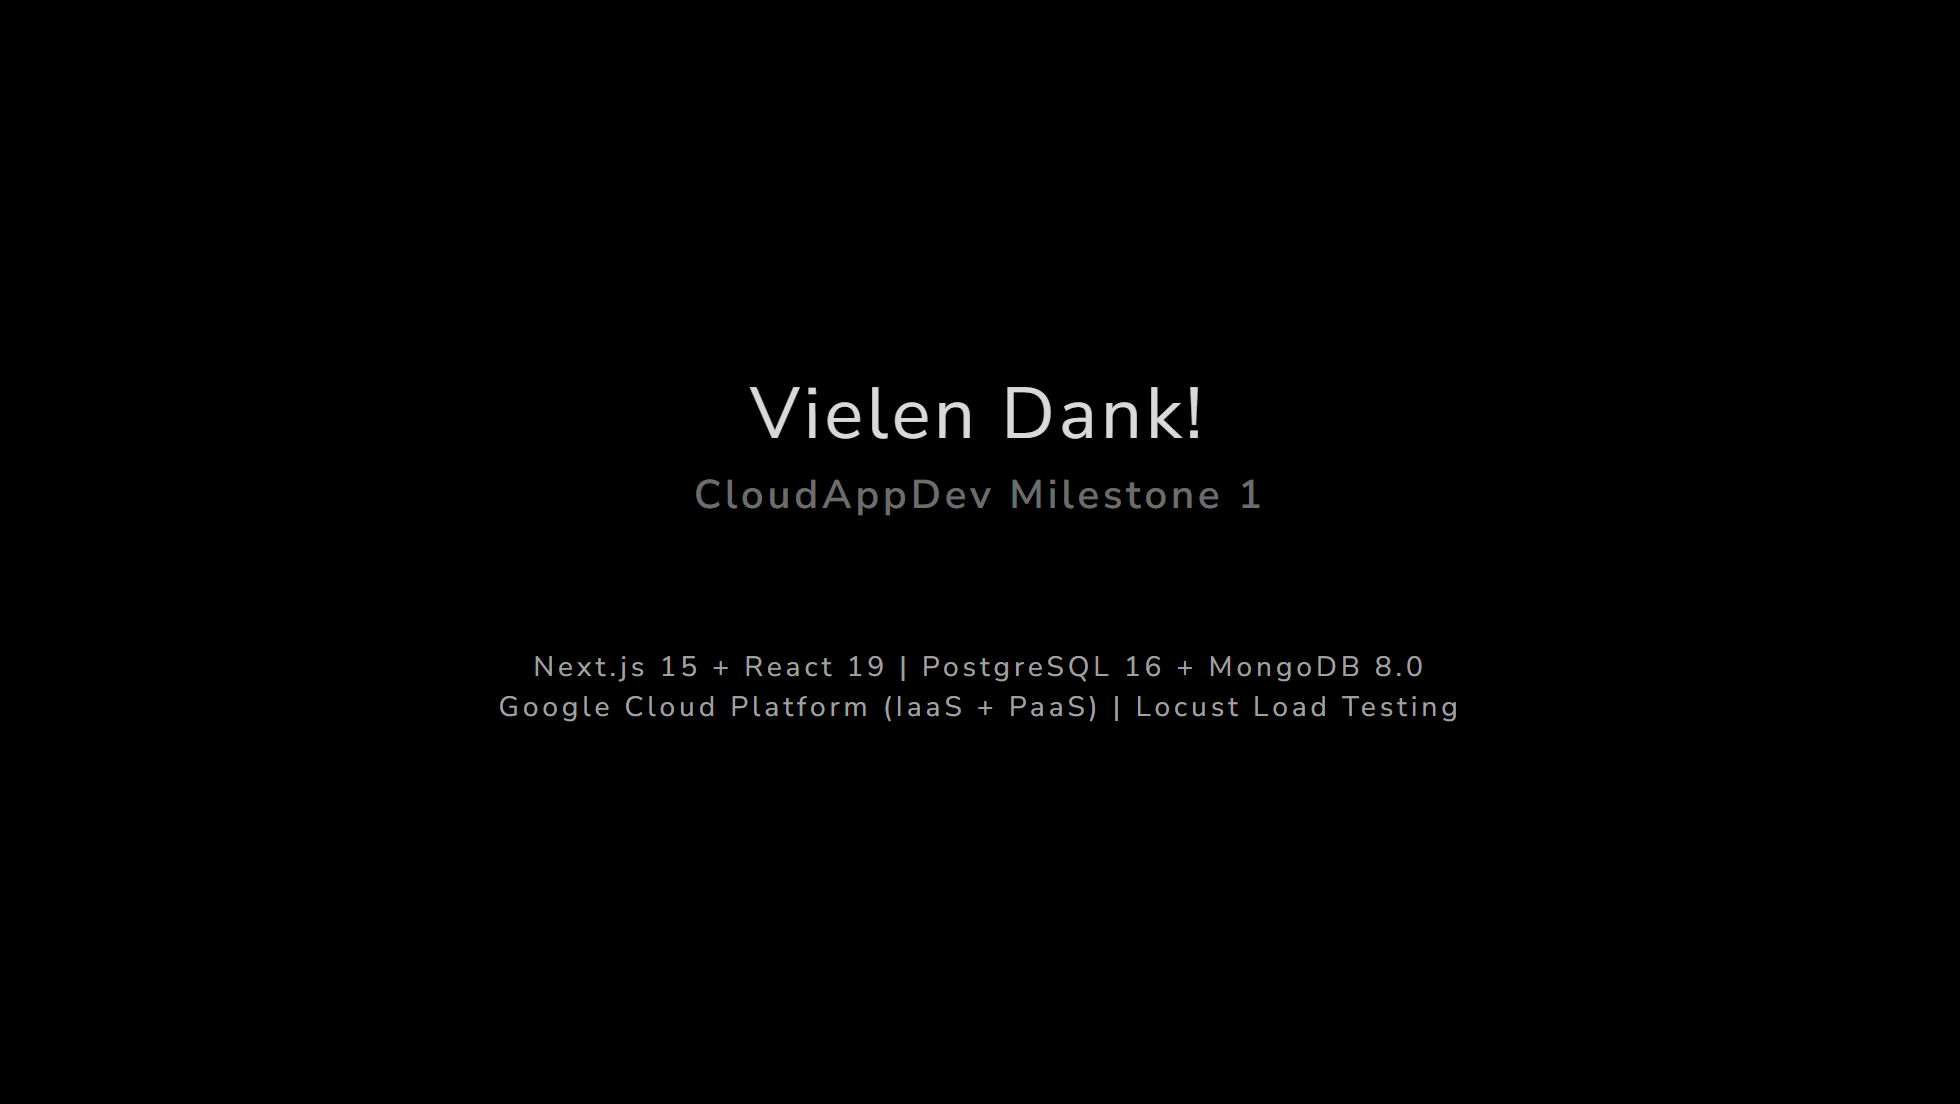 Vielen Dank!
CloudAppDev Milestone 1
Next.js 15 + React 19 | PostgreSQL 16 + MongoDB 8.0
Google Cloud Platform (IaaS + PaaS) | Locust Load Testing